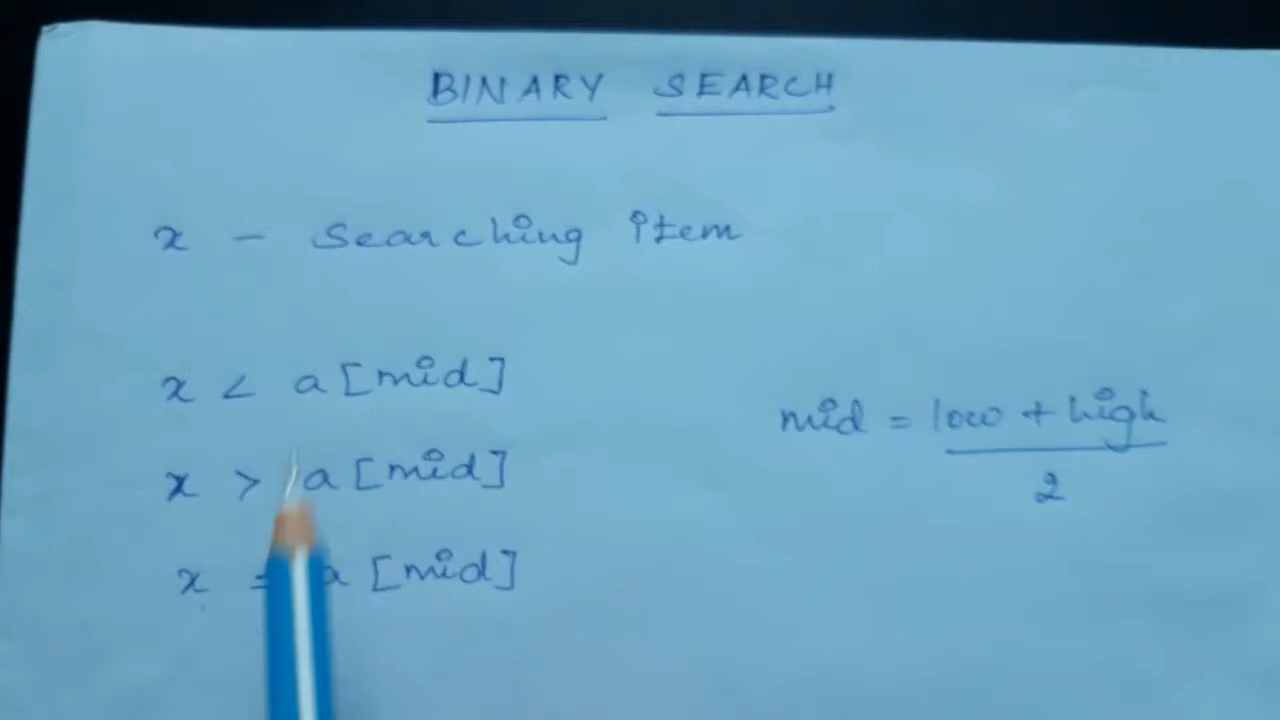 BINARY SEARCH
x - Searching item
x < a[mid]
x > a[mid]
x = a[mid]
mid = low + high
2